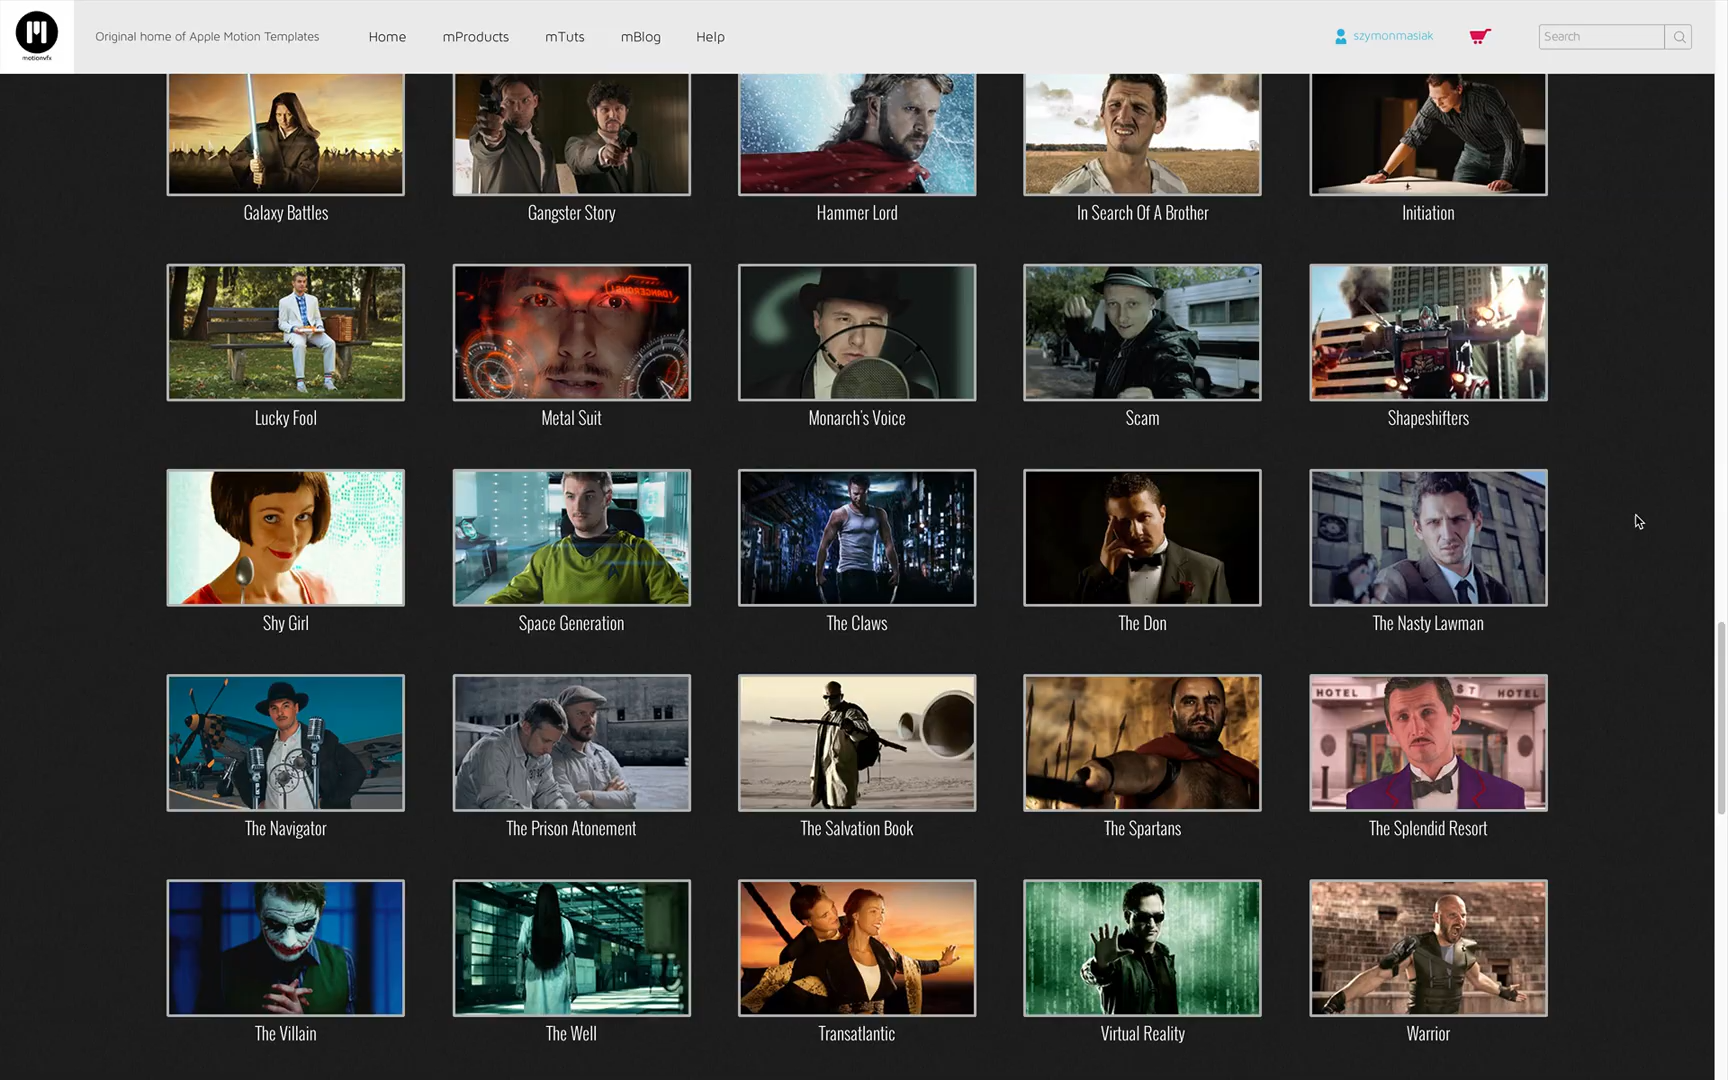 motionvfx
Original home of Apple Motion Templates
Home
mProducts
mTuts
mBlog
Help
szymonmasiak
Search
Galaxy Battles
Gangster Story
Hammer Lord
In Search Of A Brother
Initiation
Lucky Fool
Metal Suit
Monarch's Voice
Scam
Shapeshifters
Shy Girl
Space Generation
The Claws
The Don
The Nasty Lawman
HOTEL
HOTEL
The Navigator
The Prison Atonement
The Salvation Book
The Spartans
The Splendid Resort
The Villain
The Well
Transatlantic
Virtual Reality
Warrior